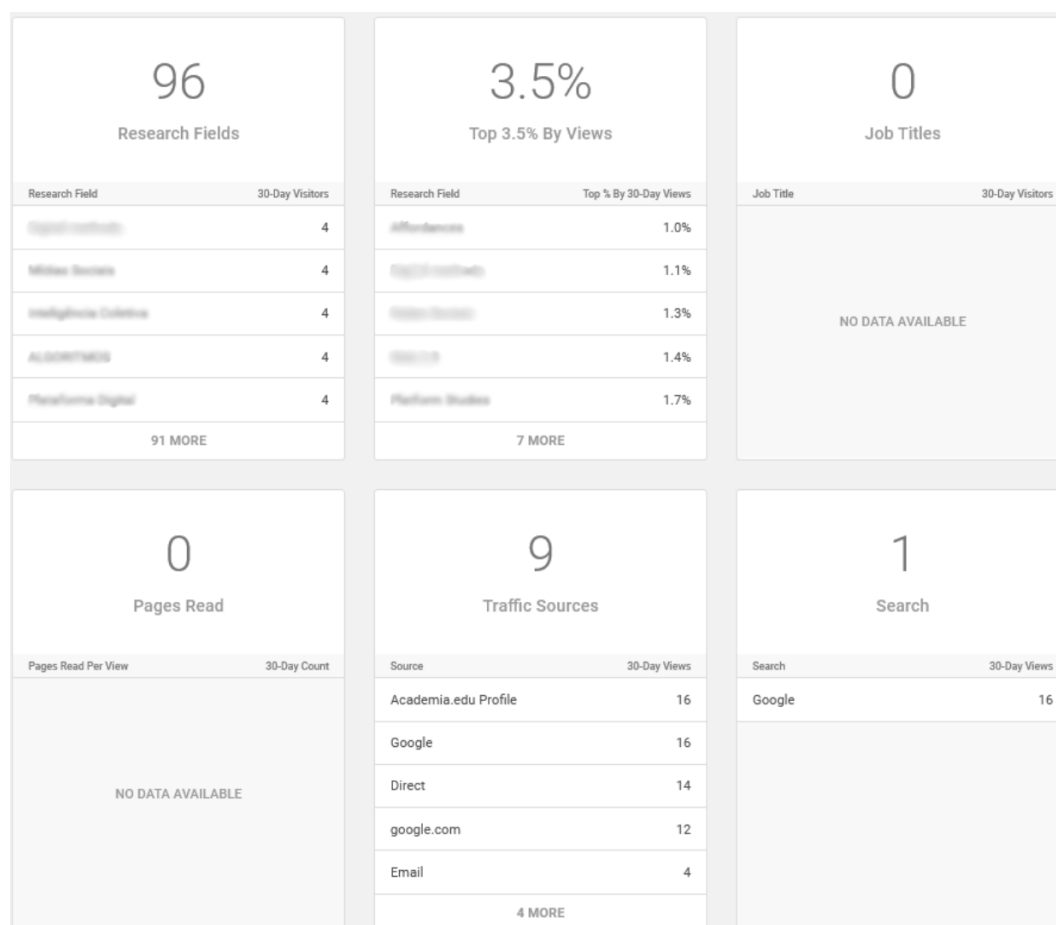 96
Research Fields
Research Field 30-Day Visitors
4
Mídias Sociais 4
Inteligência Coletiva 4
ALGORITMOS 4
Plataforma Digital 4
91 MORE
3.5%
Top 3.5% By Views
Research Field Top % By 30-Day Views
Affordances 1.0%
1.1%
1.3%
1.4%
Platform Studies 1.7%
7 MORE
0
Job Titles
Job Title 30-Day Visitors
NO DATA AVAILABLE
0
Pages Read
Pages Read Per View 30-Day Count
NO DATA AVAILABLE
9
Traffic Sources
Source 30-Day Views
Academia.edu Profile 16
Google 16
Direct 14
google.com 12
Email 4
4 MORE
1
Search
Search 30-Day Views
Google 16